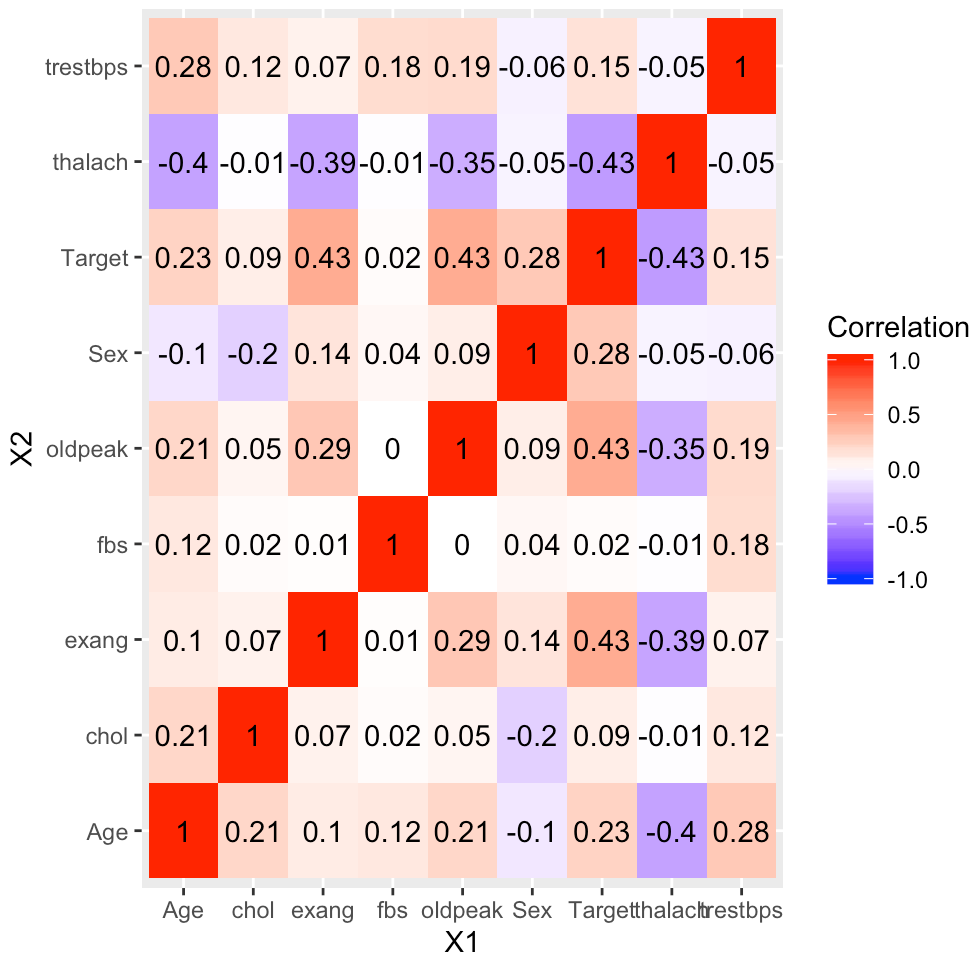 trestbps 0.28 0.12 0.07 0.18 0.19 -0.06 0.15 -0.05 1
thalach -0.4 -0.01 -0.39 -0.01 -0.35 -0.05 -0.43 1 -0.05
Target 0.23 0.09 0.43 0.02 0.43 0.28 1 -0.43 0.15
Sex -0.1 -0.2 0.14 0.04 0.09 1 0.28 -0.05 -0.06
oldpeak 0.21 0.05 0.29 0 1 0.09 0.43 -0.35 0.19
fbs 0.12 0.02 0.01 1 0 0.04 0.02 -0.01 0.18
exang 0.1 0.07 1 0.01 0.29 0.14 0.43 -0.39 0.07
chol 0.21 1 0.07 0.02 0.05 -0.2 0.09 -0.01 0.12
Age 1 0.21 0.1 0.12 0.21 -0.1 0.23 -0.4 0.28
Age chol exang fbs oldpeak Sex Target thalach trestbps
X1
X2
Correlation
1.0
0.5
0.0
-0.5
-1.0